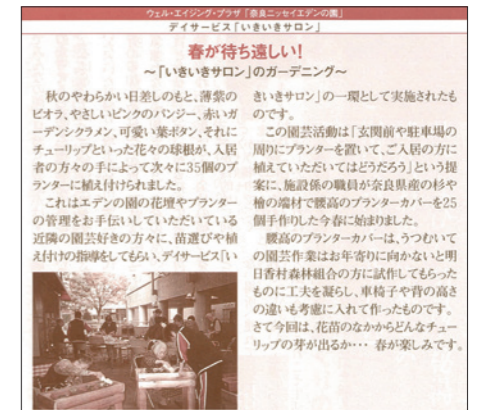 ウェル・エイジング・プラザ「奈良ニッセイエデンの園」
デイサービス「いきいきサロン」
春が待ち遠しい!
～「いきいきサロン」のガーデニング～
秋のやわらかい日差しのもと、薄紫の
ビオラ、やさしいピンクのパンジー、赤いガ
ーデンシクラメン、可愛い葉ボタン、それに
チューリップといった花々の球根が、入居
者の方々の手によって次々に35個のプ
ランターに植え付けられました。
これはエデンの園の花壇やプランター
の管理をお手伝いしていただいている
近隣の園芸好きの方々に、苗選びや植
え付けの指導をしてもらい、デイサービス「い
きいきサロン」の一環として実施されたも
のです。
この園芸活動は「玄関前や駐車場の
周りにプランターを置いて、ご入居の方に
植えていただいてはどうだろう」という提
案に、施設係の職員が奈良県産の杉や
檜の端材で腰高のプランターカバーを25
個手作りした今春に始まりました。
腰高のプランターカバーは、うつむいて
の園芸作業はお年寄りに向かないと明
日香村森林組合の方に試作してもらった
ものに工夫を凝らし、車椅子や背の高さ
の違いも考慮に入れて作ったものです。
さて今回は、花苗のなかからどんなチュー
リップの芽が出るか… 春が楽しみです。